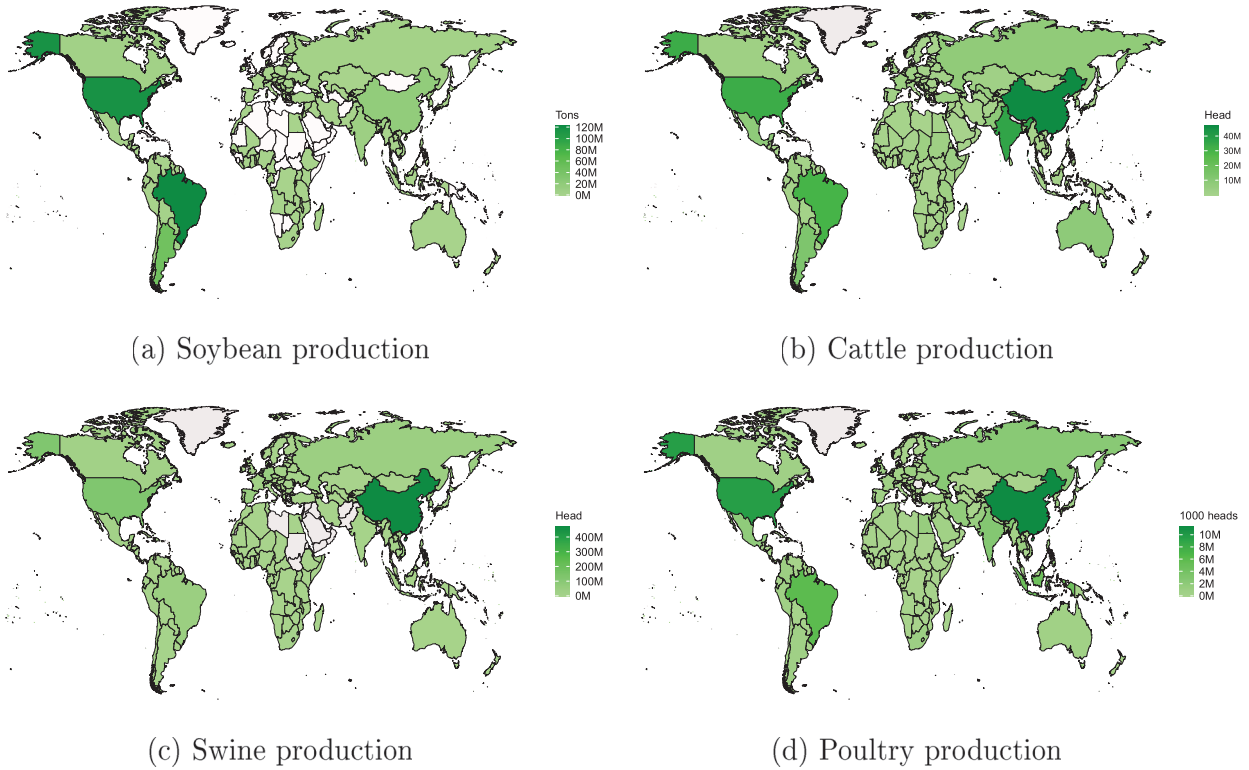 Tons
120M
100M
80M
60M
40M
20M
0M
Head
40M
30M
20M
10M
(a) Soybean production
(b) Cattle production
Head
400M
300M
200M
100M
0M
1000 heads
10M
8M
6M
4M
2M
0M
(c) Swine production
(d) Poultry production